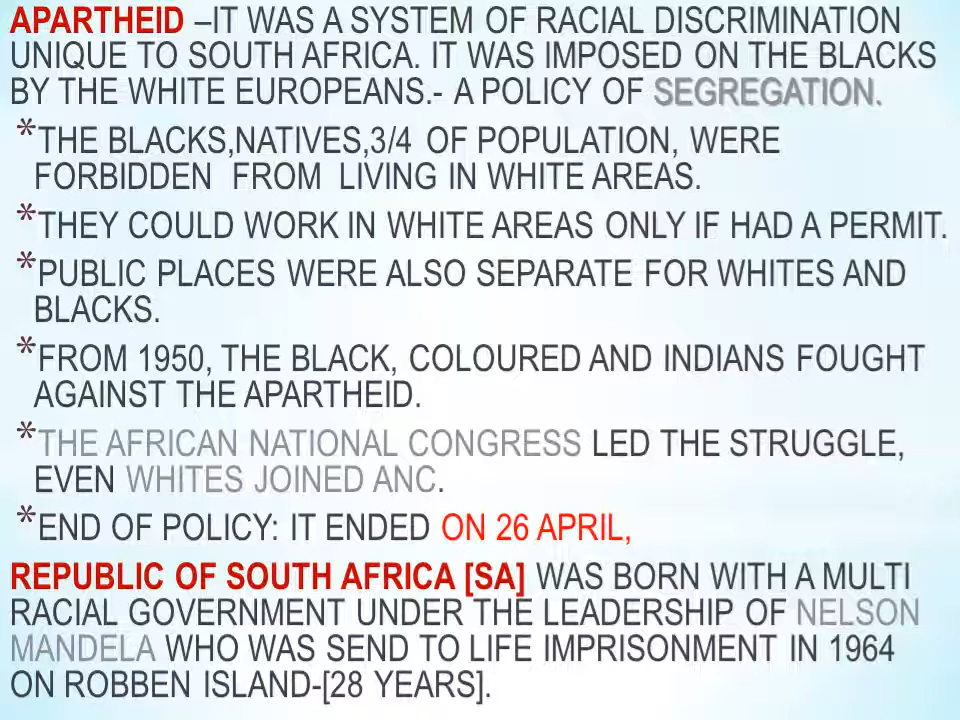 APARTHEID –IT WAS A SYSTEM OF RACIAL DISCRIMINATION
UNIQUE TO SOUTH AFRICA. IT WAS IMPOSED ON THE BLACKS
BY THE WHITE EUROPEANS.- A POLICY OF SEGREGATION.
*THE BLACKS,NATIVES,3/4 OF POPULATION, WERE
FORBIDDEN FROM LIVING IN WHITE AREAS.
*THEY COULD WORK IN WHITE AREAS ONLY IF HAD A PERMIT.
*PUBLIC PLACES WERE ALSO SEPARATE FOR WHITES AND
BLACKS.
*FROM 1950, THE BLACK, COLOURED AND INDIANS FOUGHT
AGAINST THE APARTHEID.
*THE AFRICAN NATIONAL CONGRESS LED THE STRUGGLE,
EVEN WHITES JOINED ANC.
*END OF POLICY: IT ENDED ON 26 APRIL,
REPUBLIC OF SOUTH AFRICA [SA] WAS BORN WITH A MULTI
RACIAL GOVERNMENT UNDER THE LEADERSHIP OF NELSON
MANDELA WHO WAS SEND TO LIFE IMPRISONMENT IN 1964
ON ROBBEN ISLAND-[28 YEARS].